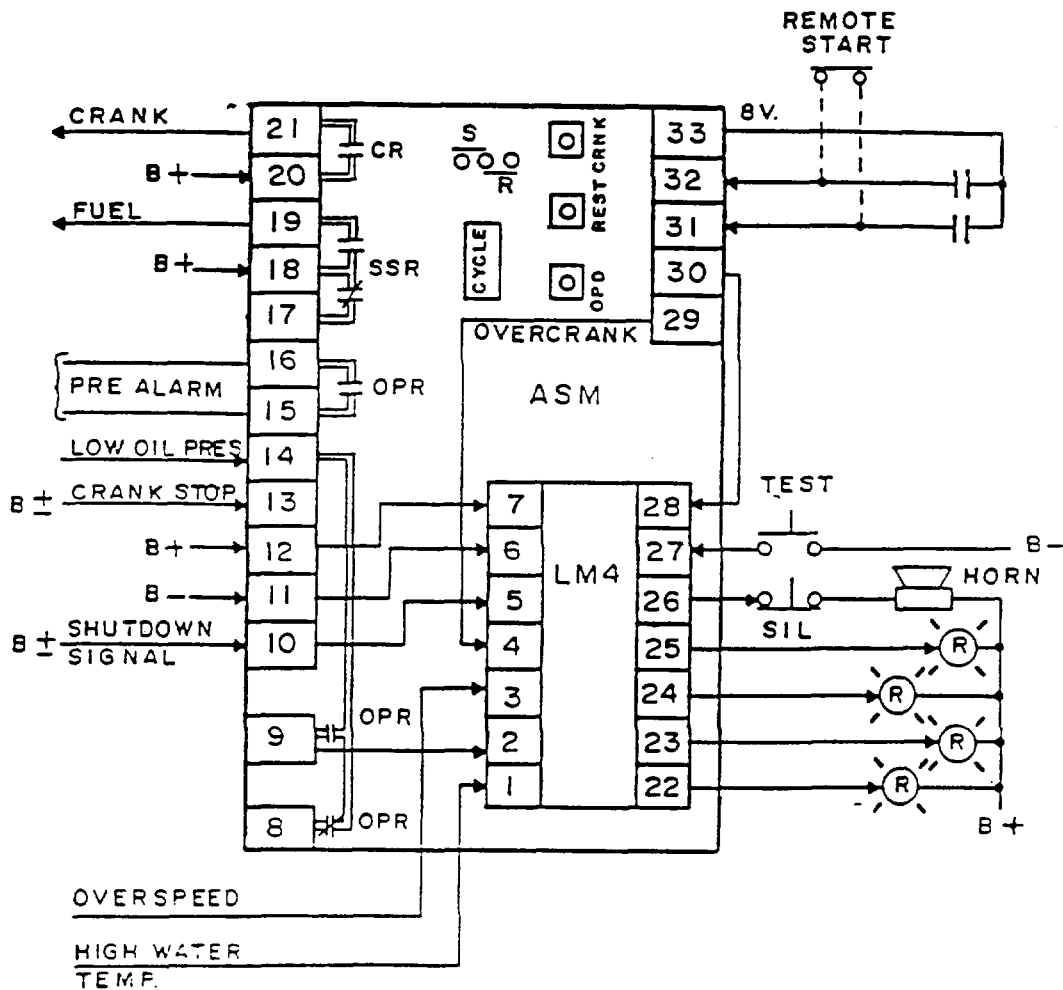 REMOTE
START
8V.
CRANK
B+
FUEL
B+
PRE ALARM
LOW OIL PRES
B± CRANK STOP
B+
B-
B± SHUTDOWN
SIGNAL
OVERSPEED
HIGH WATER
TEMP.
21
20
19
18
17
16
15
14
13
12
11
10
9
8
CR
SSR
OPR
OPR
OPR
S
R
CRNK
REST
OPD
CYCLE
OVERCRANK
ASM
33
32
31
30
29
7
6
5
4
3
2
1
LM4
28
27
26
25
24
23
22
TEST
B-
HORN
SIL
R
R
R
R
B+